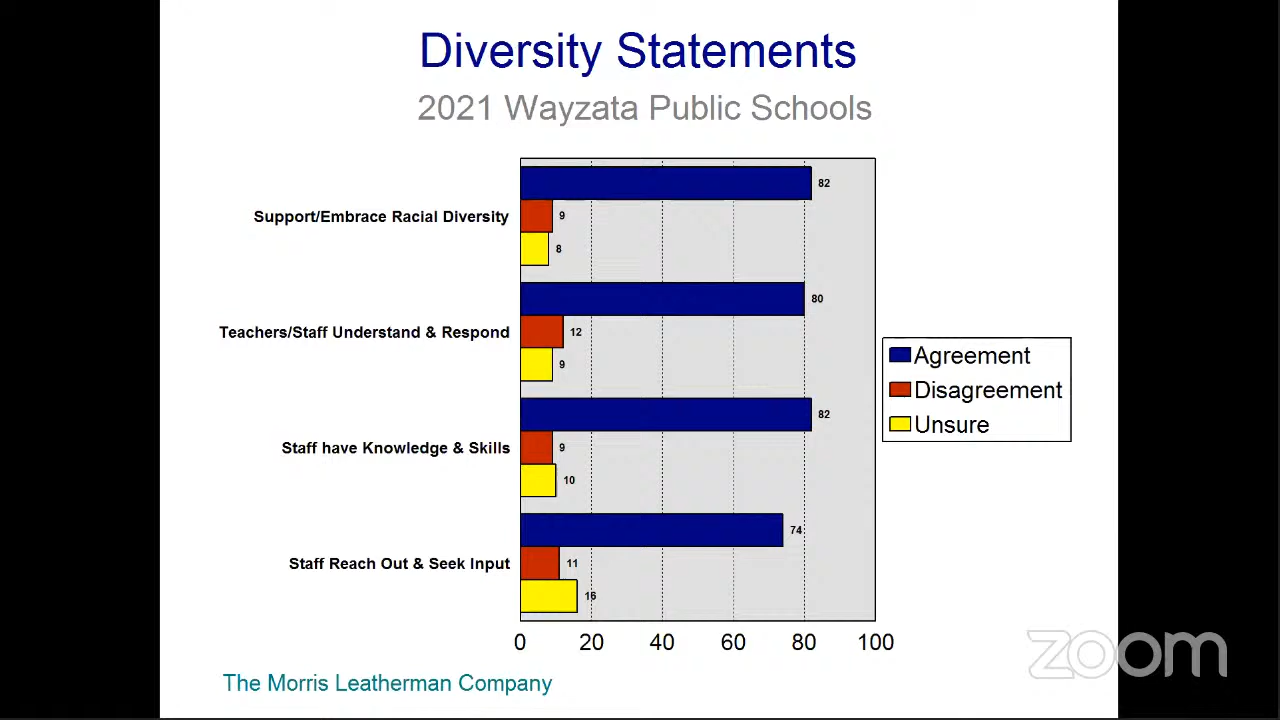 Diversity Statements
2021 Wayzata Public Schools
Support/Embrace Racial Diversity
82
9
8
Teachers/Staff Understand & Respond
80
12
9
Staff have Knowledge & Skills
82
9
10
Staff Reach Out & Seek Input
74
11
16
0 20 40 60 80 100
Agreement
Disagreement
Unsure
The Morris Leatherman Company
zoom